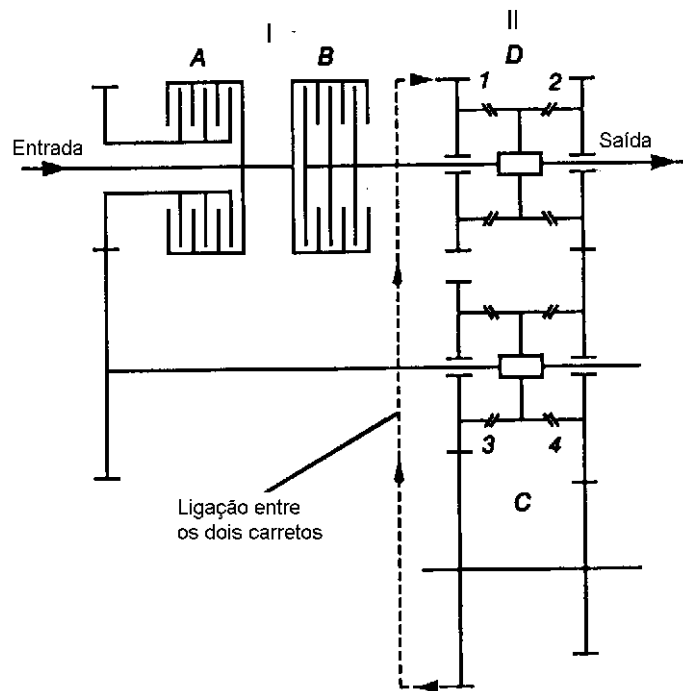 I
II
A
B
1
D
2
Entrada
Saída
3
4
C
Ligação entre
os dois carretos